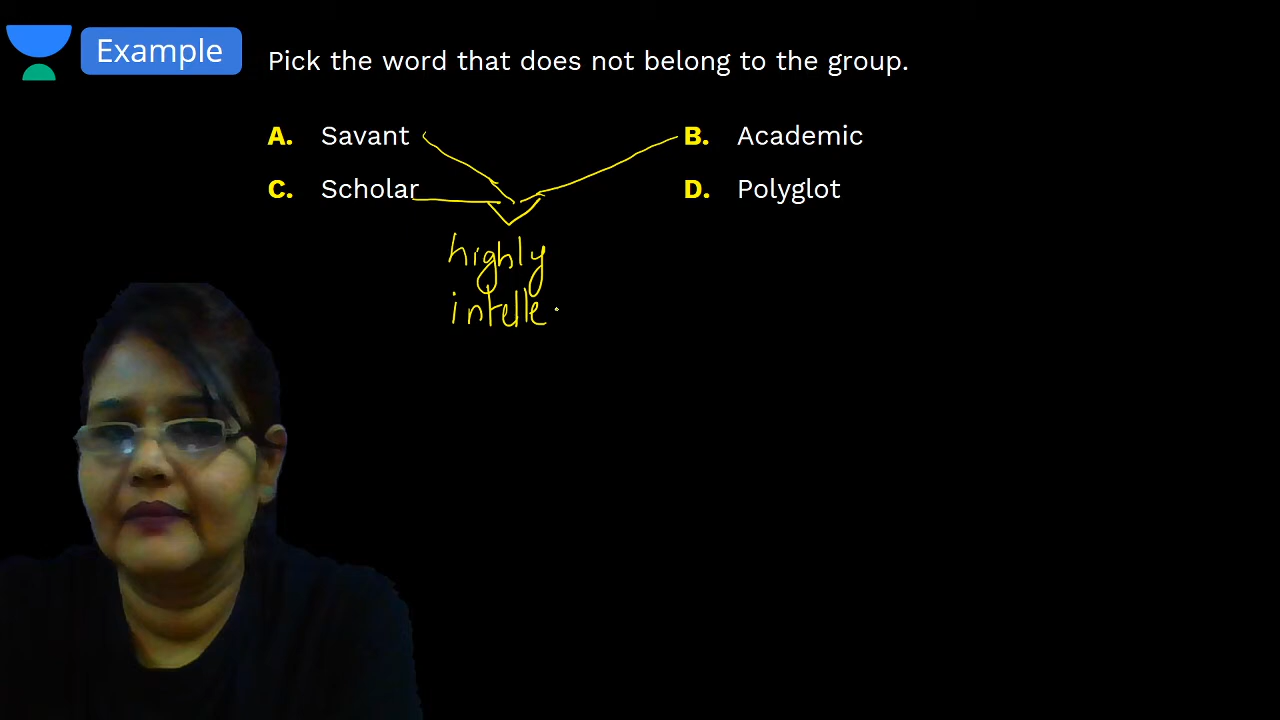 Example
Pick the word that does not belong to the group.
A. Savant B. Academic
C. Scholar D. Polyglot
highly
intelle